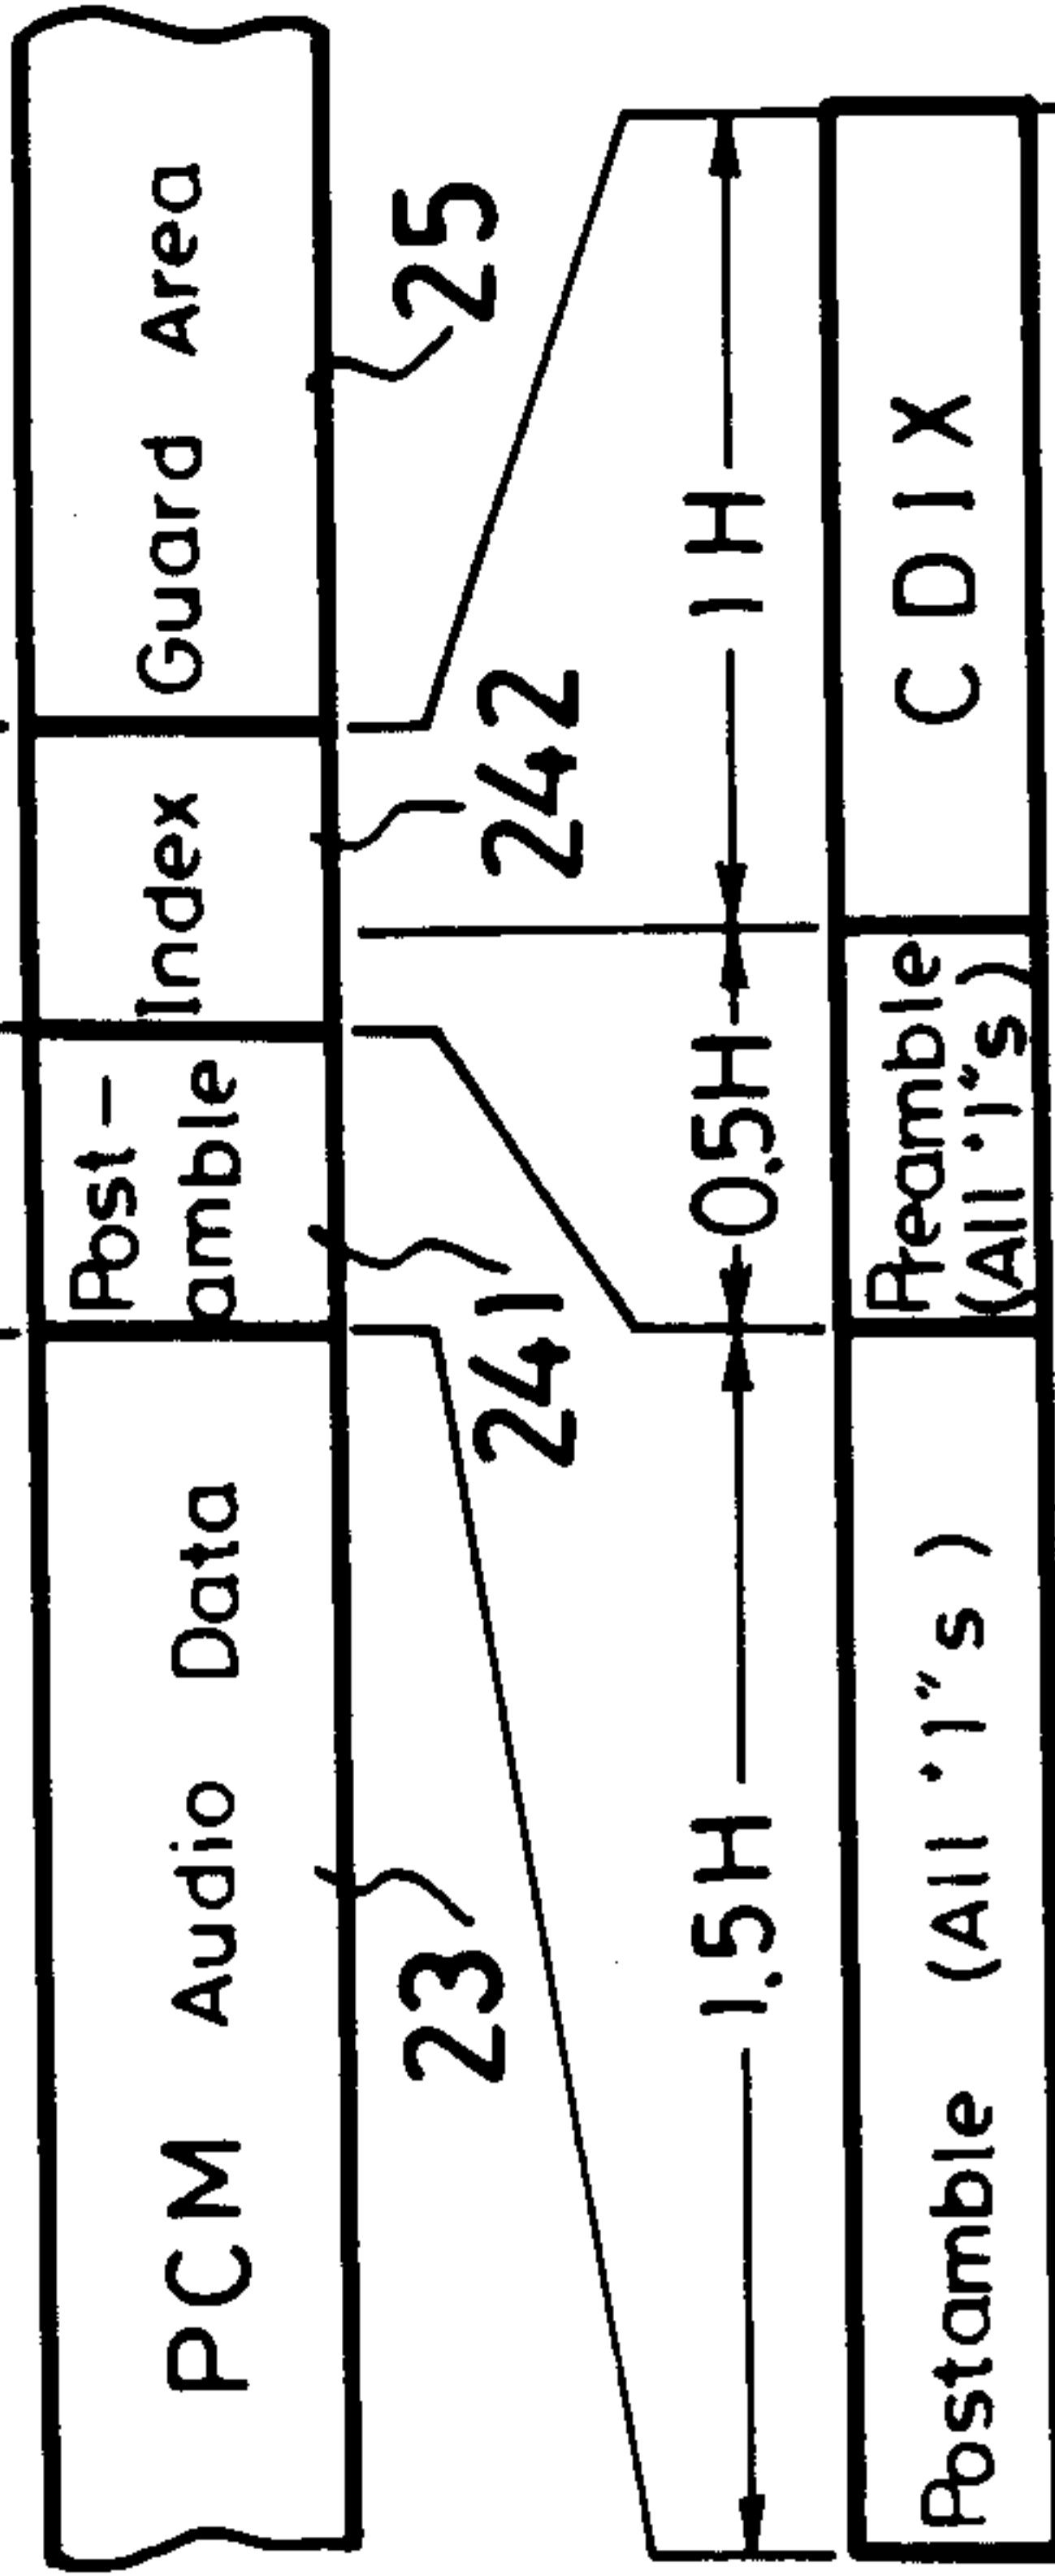 PCM Audio Data
Post-
amble
Index
Guard Area
23
241
242
25
1.5H
0.5H
1H
Postamble (All '1"s)
Preamble
(All '1"s)
CDIX